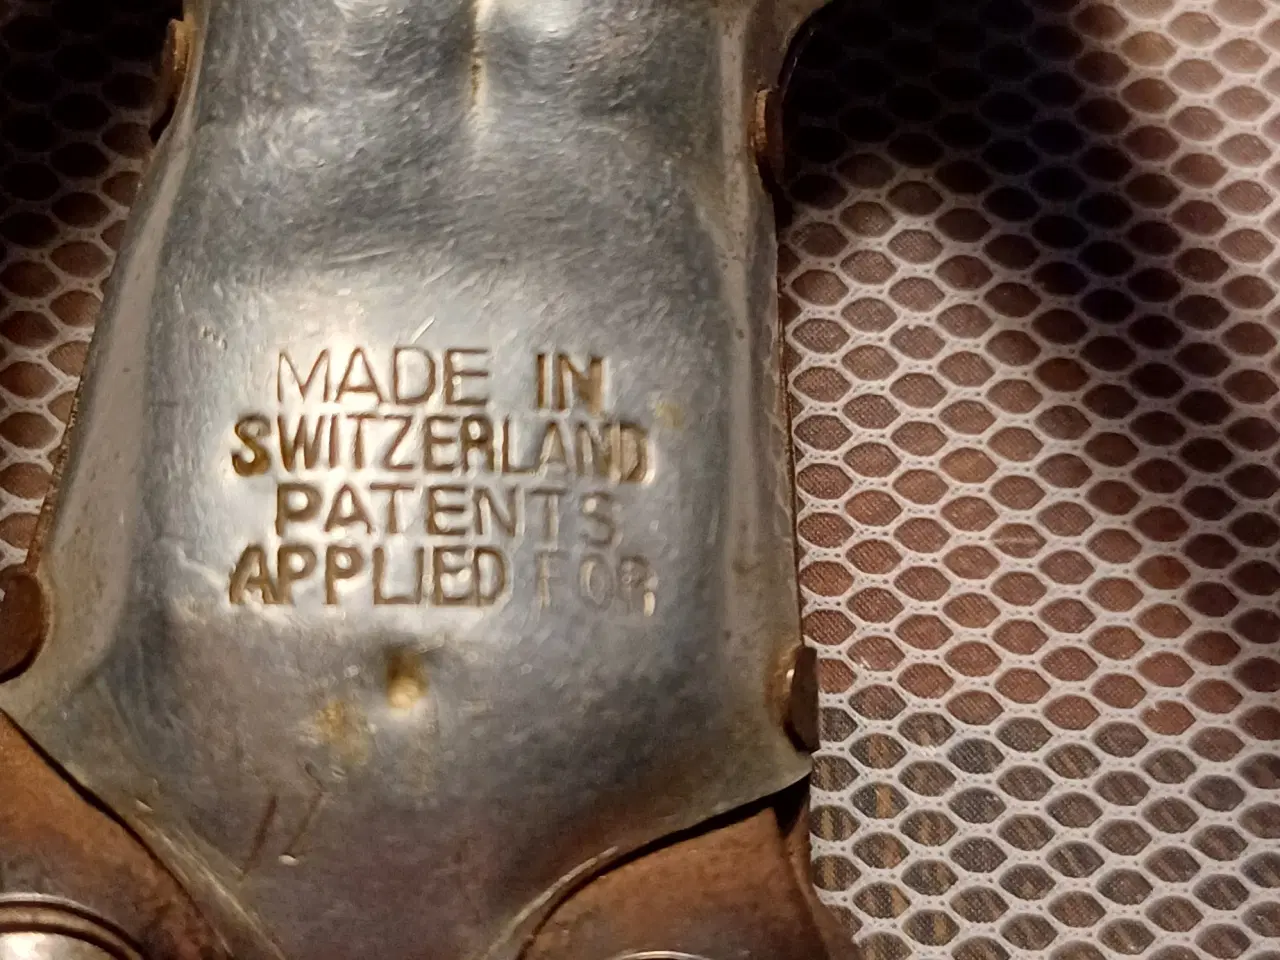 MADE IN
SWITZERLAND
PATENTS
APPLIED FOR